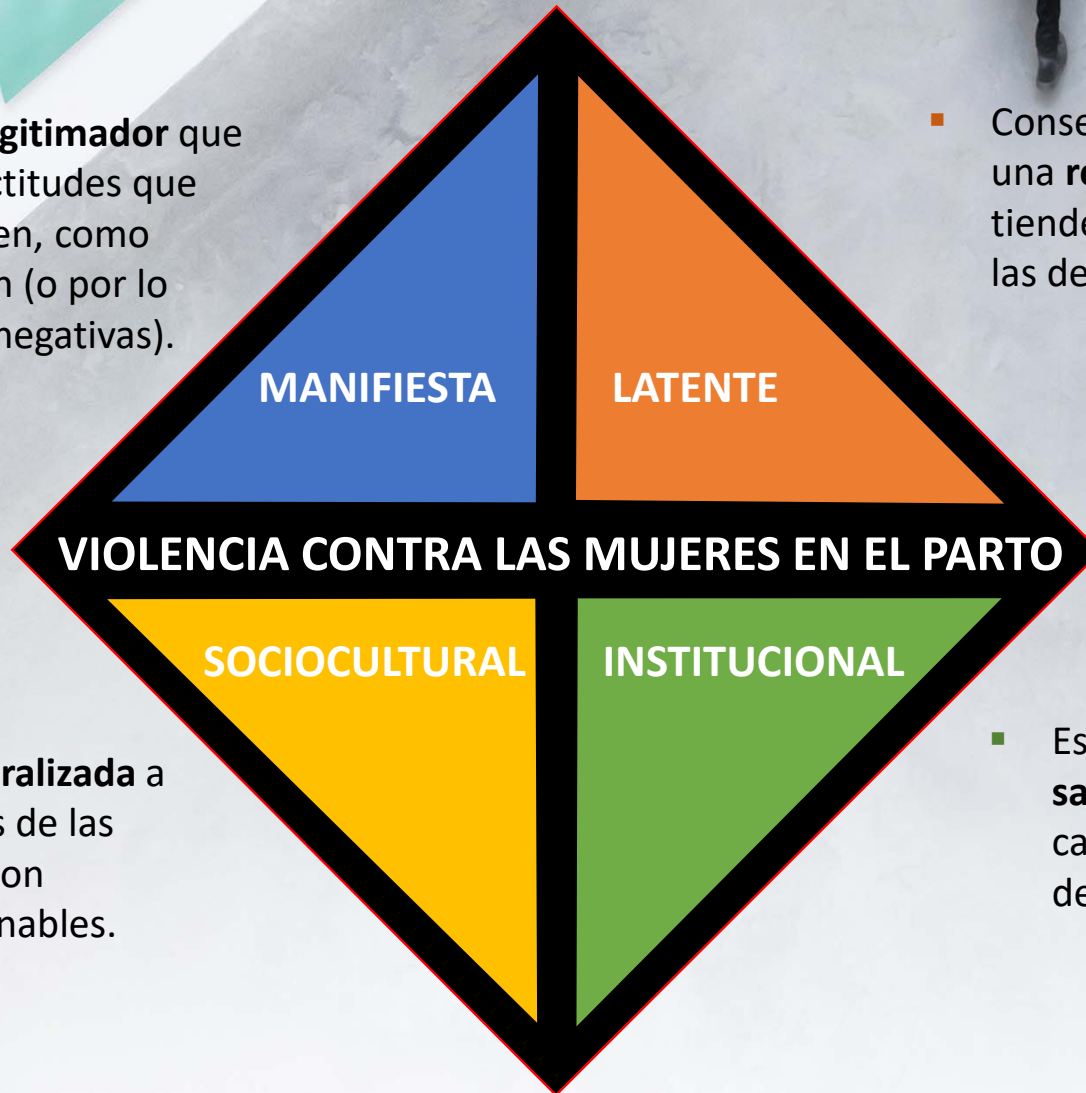 gitimador que
ctitudes que
en, como
n (o por lo
negativas).
▪ Conse
una re
tiende
las de
MANIFIESTA
LATENTE
VIOLENCIA CONTRA LAS MUJERES EN EL PARTO
SOCIOCULTURAL
INSTITUCIONAL
ralizada a
s de las
on
nables.
▪ Es
sa
ca
de